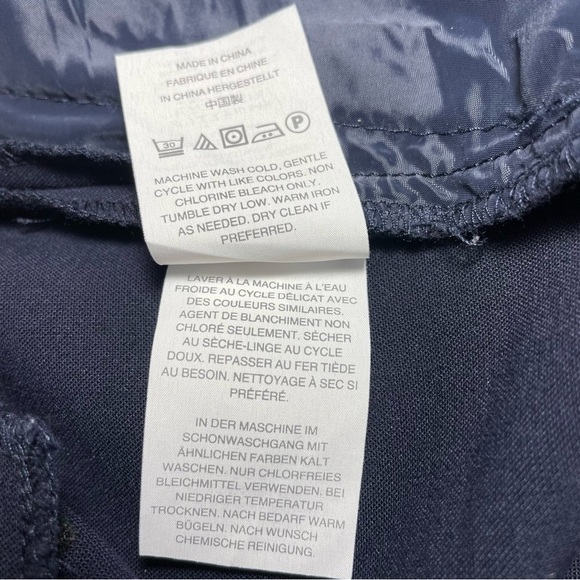 MADE IN CHINA
FABRIQUE EN CHINE
IN CHINA HERGESTELLT
中国製
30 P
MACHINE WASH COLD, GENTLE
CYCLE WITH LIKE COLORS. NON
CHLORINE BLEACH ONLY.
TUMBLE DRY LOW. WARM IRON
AS NEEDED. DRY CLEAN IF
PREFERRED.
LAVER À LA MACHINE À L'EAU
FROIDE AU CYCLE DÉLICAT AVEC
DES COULEURS SIMILAIRES.
AGENT DE BLANCHIMENT NON
CHLORÉ SEULEMENT. SÉCHER
AU SÈCHE-LINGE AU CYCLE
DOUX. REPASSER AU FER TIÈDE
AU BESOIN. NETTOYAGE À SEC SI
PRÉFÉRÉ.
IN DER MASCHINE IM
SCHONWASCHGANG MIT
ÄHNLICHEN FARBEN KALT
WASCHEN. NUR CHLORFREIES
BLEICHMITTEL VERWENDEN. BEI
NIEDRIGER TEMPERATUR
TROCKNEN. NACH BEDARF WARM
BÜGELN. NACH WUNSCH
CHEMISCHE REINIGUNG.